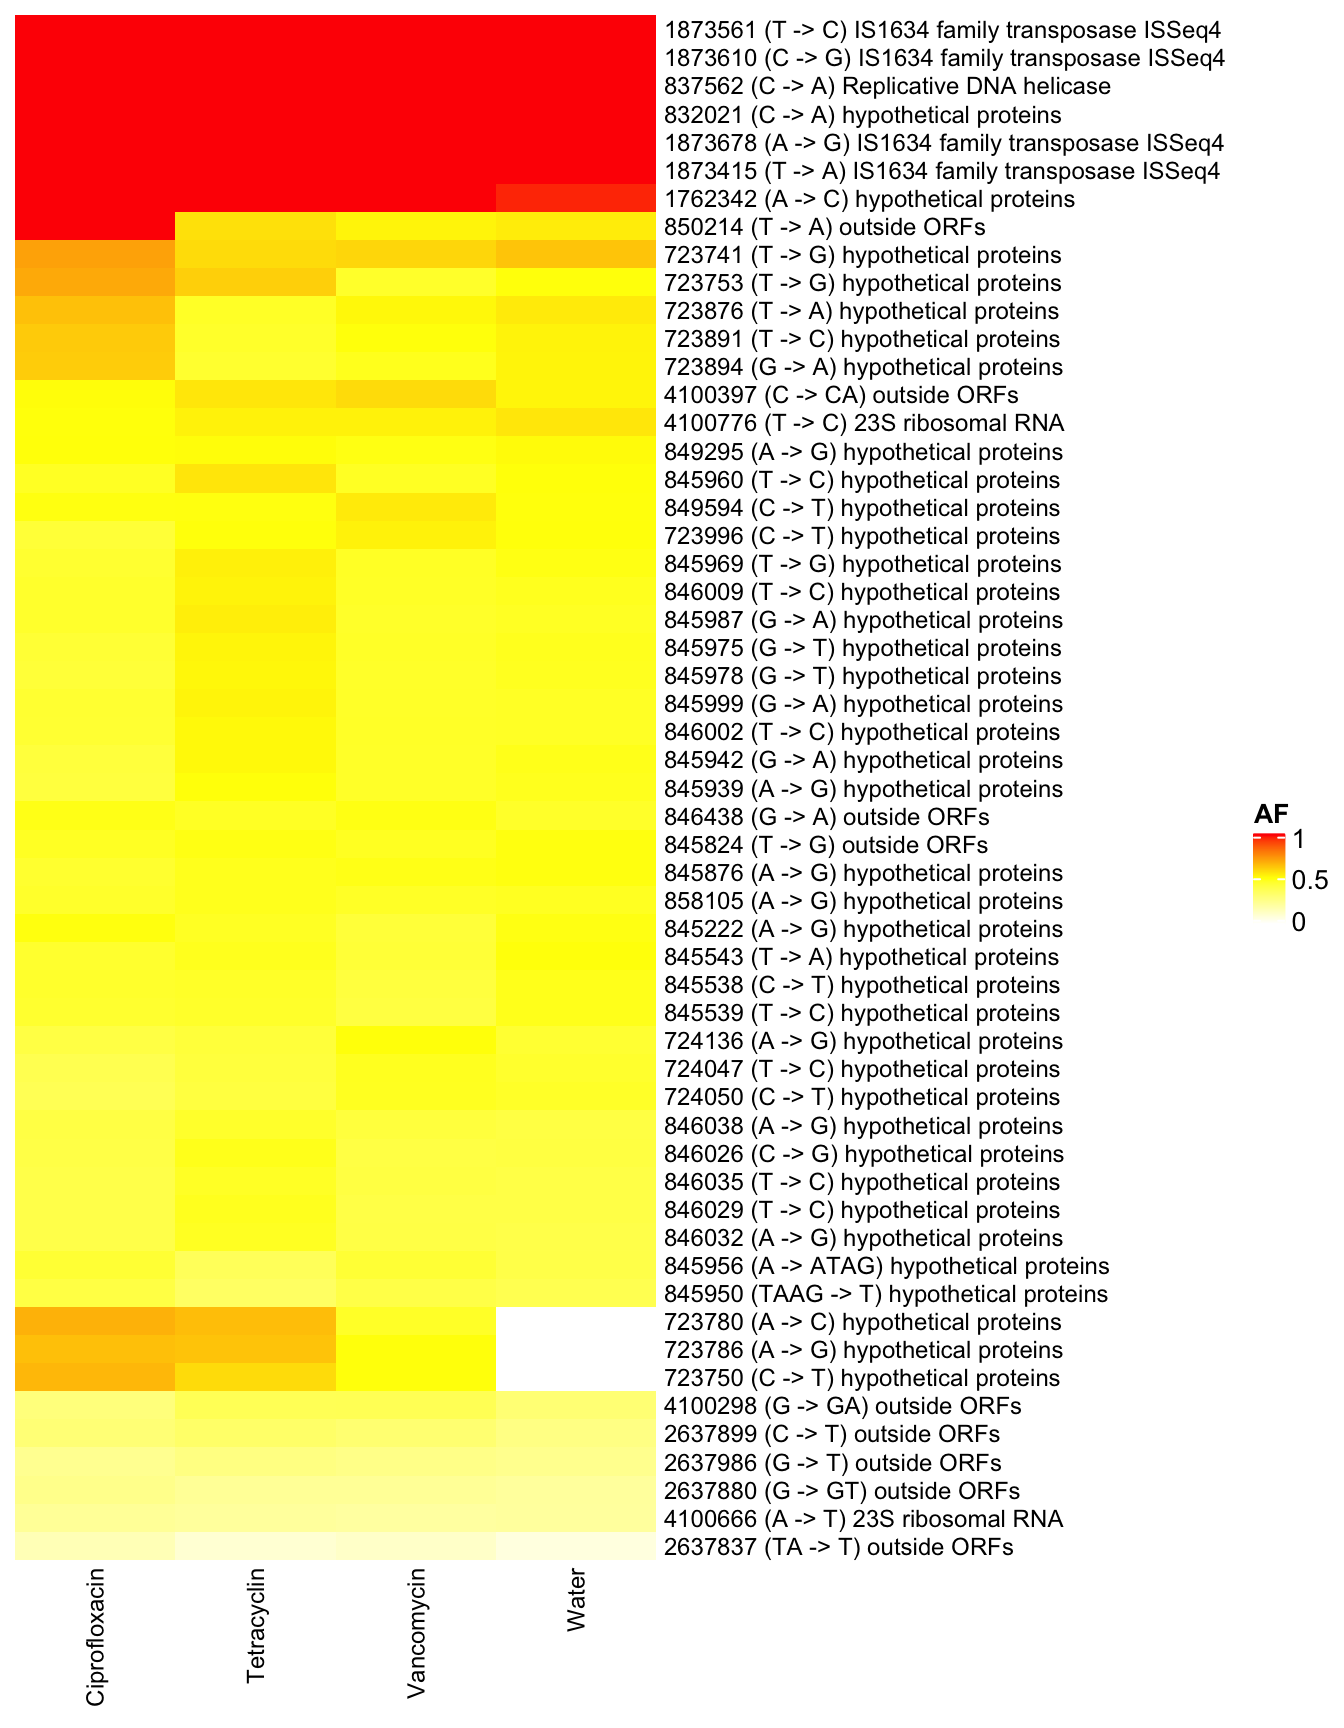 1873561 (T -> C) IS1634 family transposase ISSeq4
1873610 (C -> G) IS1634 family transposase ISSeq4
837562 (C -> A) Replicative DNA helicase
832021 (C -> A) hypothetical proteins
1873678 (A -> G) IS1634 family transposase ISSeq4
1873415 (T -> A) IS1634 family transposase ISSeq4
1762342 (A -> C) hypothetical proteins
850214 (T -> A) outside ORFs
723741 (T -> G) hypothetical proteins
723753 (T -> G) hypothetical proteins
723876 (T -> A) hypothetical proteins
723891 (T -> C) hypothetical proteins
723894 (G -> A) hypothetical proteins
4100397 (C -> CA) outside ORFs
4100776 (T -> C) 23S ribosomal RNA
849295 (A -> G) hypothetical proteins
845960 (T -> C) hypothetical proteins
849594 (C -> T) hypothetical proteins
723996 (C -> T) hypothetical proteins
845969 (T -> G) hypothetical proteins
846009 (T -> C) hypothetical proteins
845987 (G -> A) hypothetical proteins
845975 (G -> T) hypothetical proteins
845978 (G -> T) hypothetical proteins
845999 (G -> A) hypothetical proteins
846002 (T -> C) hypothetical proteins
845942 (G -> A) hypothetical proteins
845939 (A -> G) hypothetical proteins
846438 (G -> A) outside ORFs
845824 (T -> G) outside ORFs
845876 (A -> G) hypothetical proteins
858105 (A -> G) hypothetical proteins
845222 (A -> G) hypothetical proteins
845543 (T -> A) hypothetical proteins
845538 (C -> T) hypothetical proteins
845539 (T -> C) hypothetical proteins
724136 (A -> G) hypothetical proteins
724047 (T -> C) hypothetical proteins
724050 (C -> T) hypothetical proteins
846038 (A -> G) hypothetical proteins
846026 (C -> G) hypothetical proteins
846035 (T -> C) hypothetical proteins
846029 (T -> C) hypothetical proteins
846032 (A -> G) hypothetical proteins
845956 (A -> ATAG) hypothetical proteins
845950 (TAAG -> T) hypothetical proteins
723780 (A -> C) hypothetical proteins
723786 (A -> G) hypothetical proteins
723750 (C -> T) hypothetical proteins
4100298 (G -> GA) outside ORFs
2637899 (C -> T) outside ORFs
2637986 (G -> T) outside ORFs
2637880 (G -> GT) outside ORFs
4100666 (A -> T) 23S ribosomal RNA
2637837 (TA -> T) outside ORFs
Ciprofloxacin
Tetracyclin
Vancomycin
Water
AF
1
0.5
0